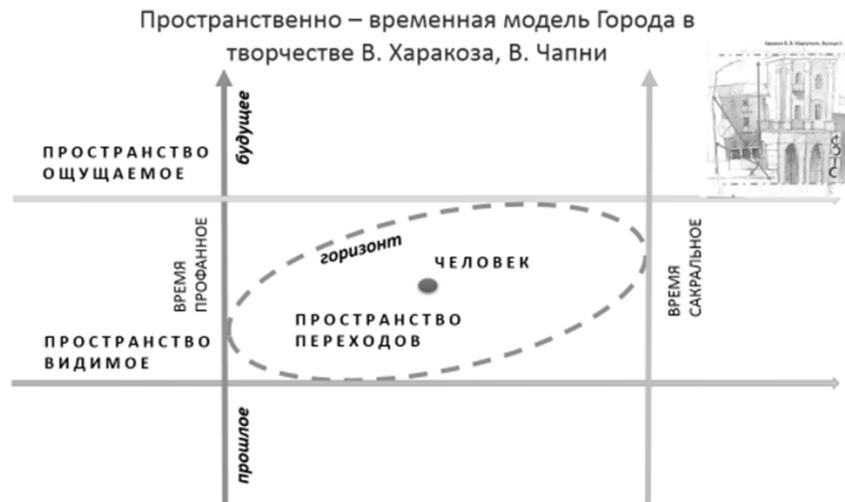 Пространственно – временная модель Города в
творчестве В. Харакоза, В. Чапни
будущее
ПРОСТРАНСТВО
ОЩУЩАЕМОЕ
ВРЕМЯ
ПРОФАННОЕ
горизонт
ЧЕЛОВЕК
ВРЕМЯ
САКРАЛЬНОЕ
ПРОСТРАНСТВО
ПЕРЕХОДОВ
ПРОСТРАНСТВО
ВИДИМОЕ
прошлое